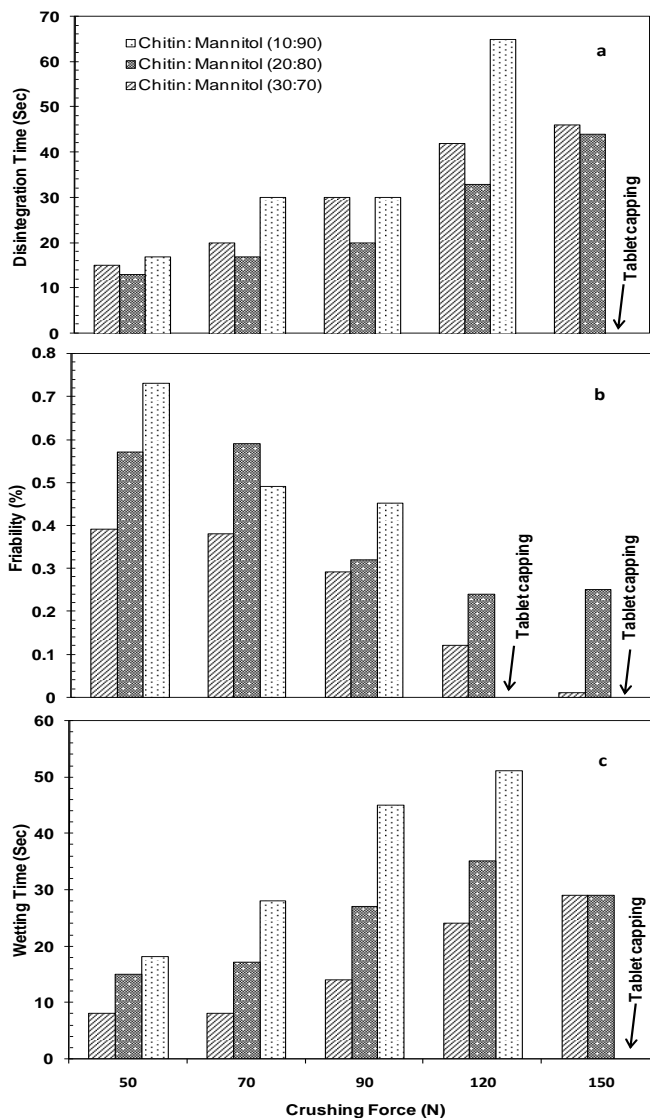 70
60
50
40
30
20
10
0
Disintegration Time (Sec)
Chitin: Mannitol (10:90)
Chitin: Mannitol (20:80)
Chitin: Mannitol (30:70)
a
Tablet capping
0.8
0.7
0.6
0.5
0.4
0.3
0.2
0.1
0
Friability (%)
b
Tablet capping
Tablet capping
60
50
40
30
20
10
0
Wetting Time (Sec)
c
Tablet capping
50 70 90 120 150
Crushing Force (N)